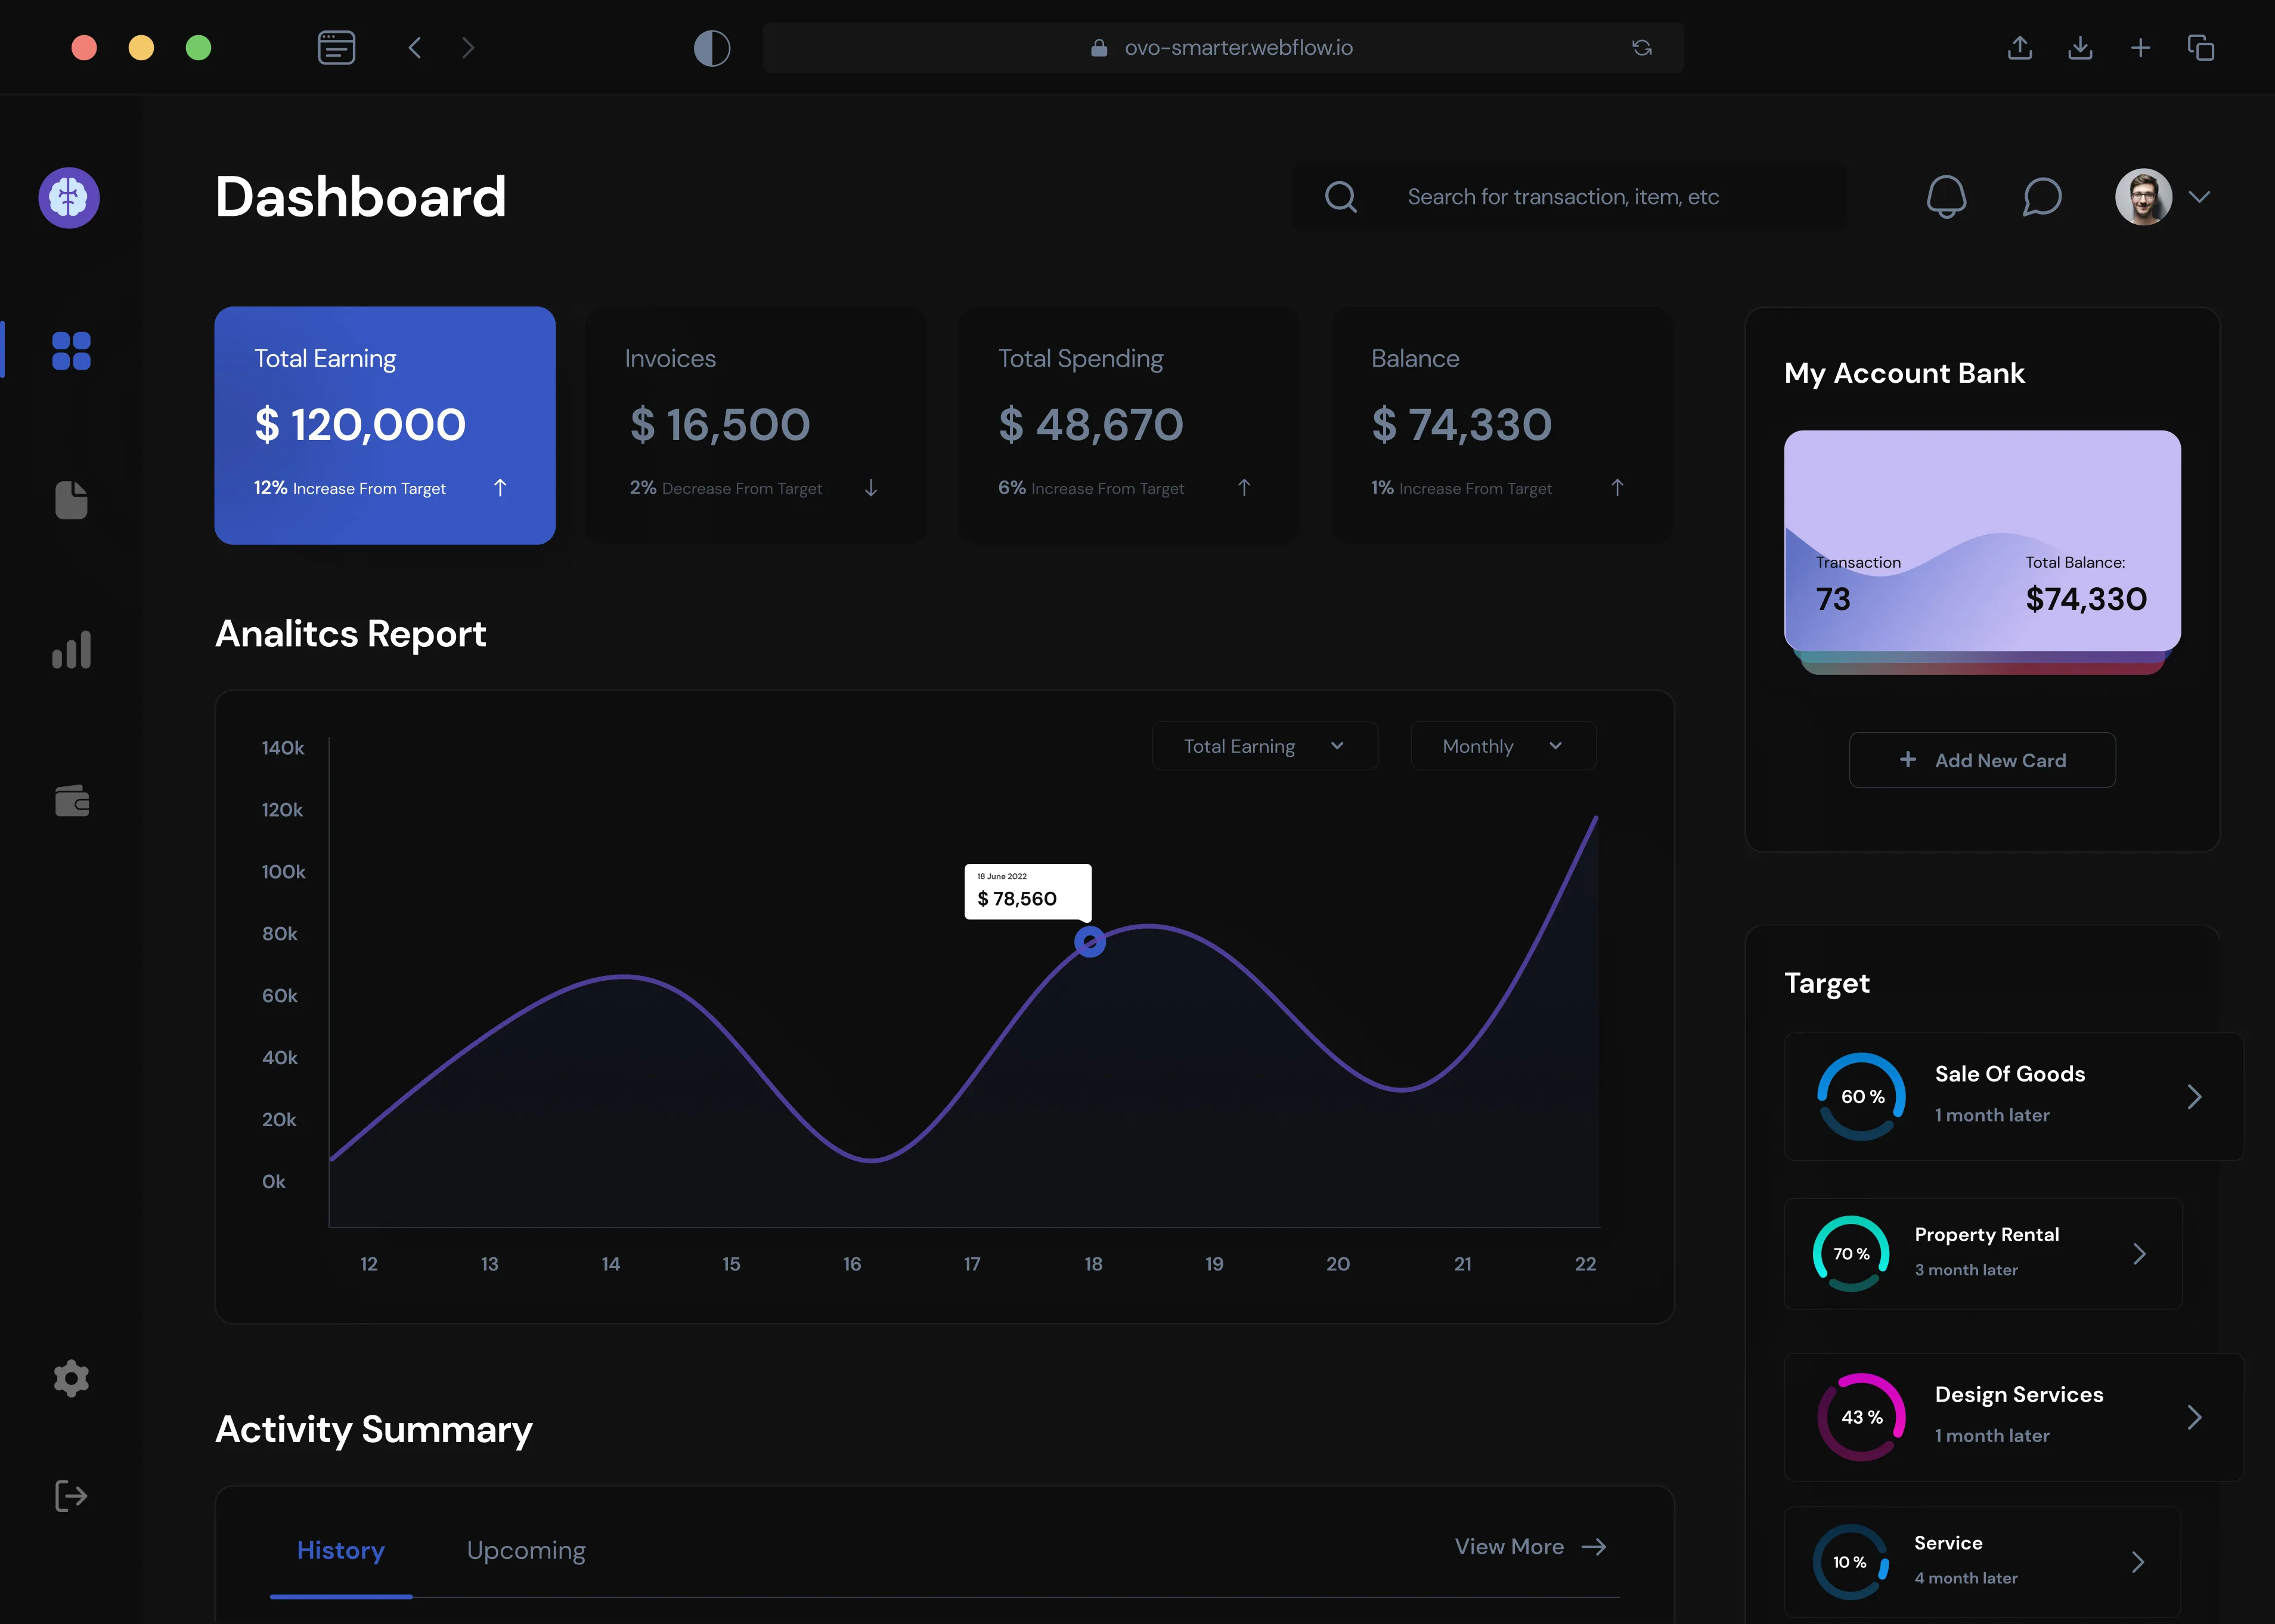 ovo-smarter.webflow.io
Dashboard
Search for transaction, item, etc
Total Earning
$ 120,000
12% Increase From Target
Invoices
$ 16,500
2% Decrease From Target
Total Spending
$ 48,670
6% Increase From Target
Balance
$ 74,330
1% Increase From Target
My Account Bank
Transaction
73
Total Balance:
$74,330
+ Add New Card
Analitcs Report
Total Earning
Monthly
140k
120k
100k
80k
60k
40k
20k
0k
18 June 2022
$ 78,560
12 13 14 15 16 17 18 19 20 21 22
Target
60 %
Sale Of Goods
1 month later
70 %
Property Rental
3 month later
43 %
Design Services
1 month later
10 %
Service
4 month later
Activity Summary
History Upcoming View More